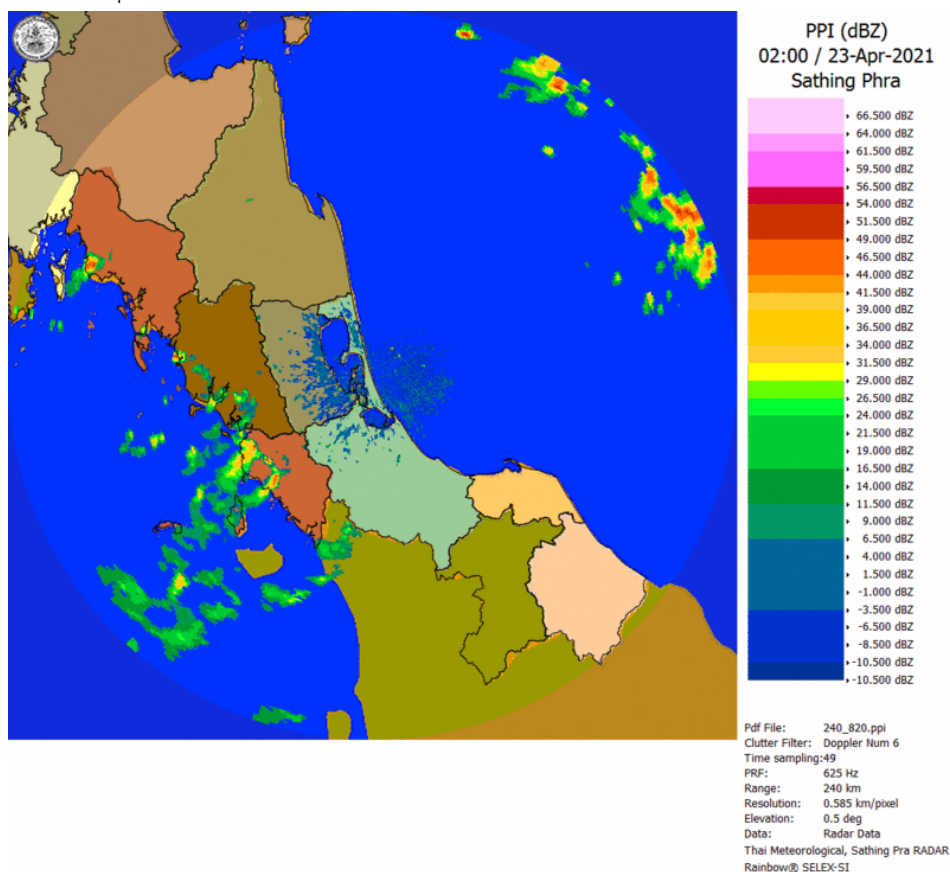 PPI (dBZ)
02:00 / 23-Apr-2021
Sathing Phra
66.500 dBZ
64.000 dBZ
61.500 dBZ
59.500 dBZ
56.500 dBZ
54.000 dBZ
51.500 dBZ
49.000 dBZ
46.500 dBZ
44.000 dBZ
41.500 dBZ
39.000 dBZ
36.500 dBZ
34.000 dBZ
31.500 dBZ
29.000 dBZ
26.500 dBZ
24.000 dBZ
21.500 dBZ
19.000 dBZ
16.500 dBZ
14.000 dBZ
11.500 dBZ
9.000 dBZ
6.500 dBZ
4.000 dBZ
1.500 dBZ
-1.000 dBZ
-3.500 dBZ
-6.500 dBZ
-8.500 dBZ
-10.500 dBZ
-10.500 dBZ
Pdf File: 240_820.ppi
Clutter Filter: Doppler Num 6
Time sampling:49
PRF: 625 Hz
Range: 240 km
Resolution: 0.585 km/pixel
Elevation: 0.5 deg
Data: Radar Data
Thai Meteorological, Sathing Pra RADAR
Rainbow® SELEX-SI